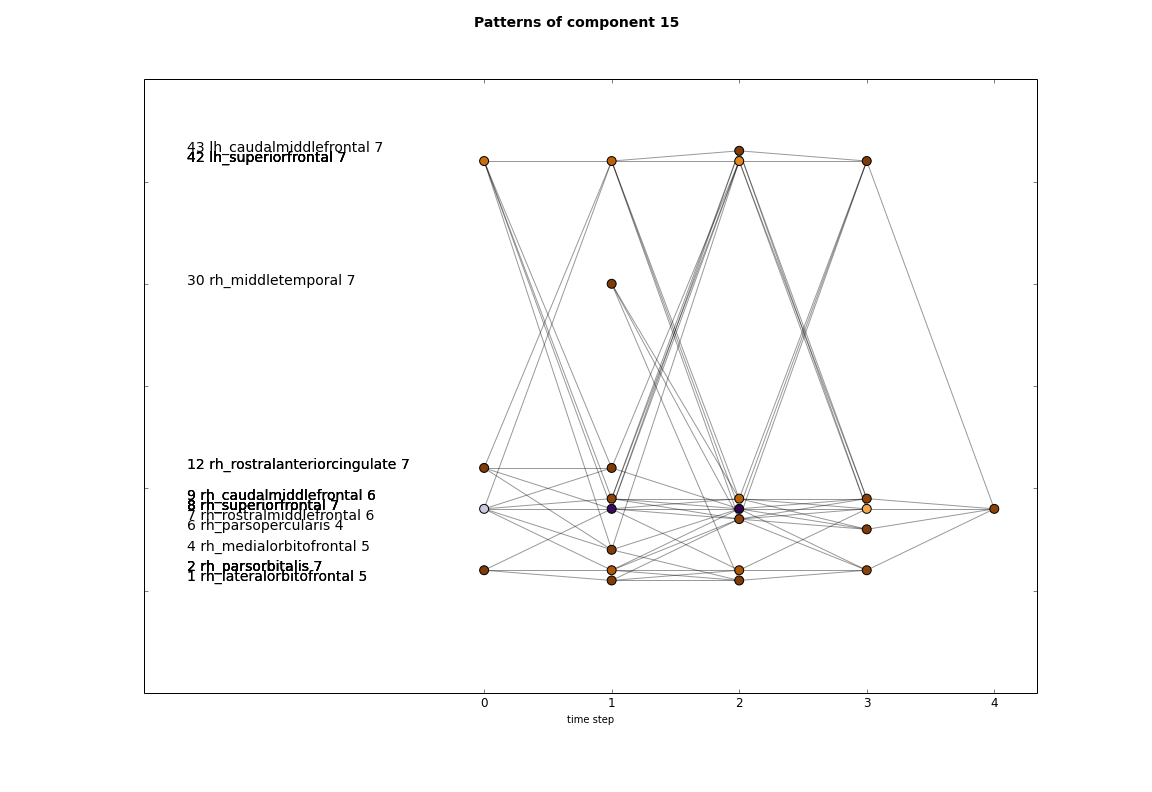 Patterns of component 15
43 lh_caudalmiddlefrontal 7
42 lh_superiorfrontal 7
30 rh_middletemporal 7
12 rh_rostralanteriorcingulate 7
9 rh_caudalmiddlefrontal 6
8 rh_superiorfrontal 7
7 rh_rostralmiddlefrontal 6
6 rh_parsopercularis 4
4 rh_medialorbitofrontal 5
2 rh_parsorbitalis 7
1 rh_lateralorbitofrontal 5
0 1 2 3 4
time step